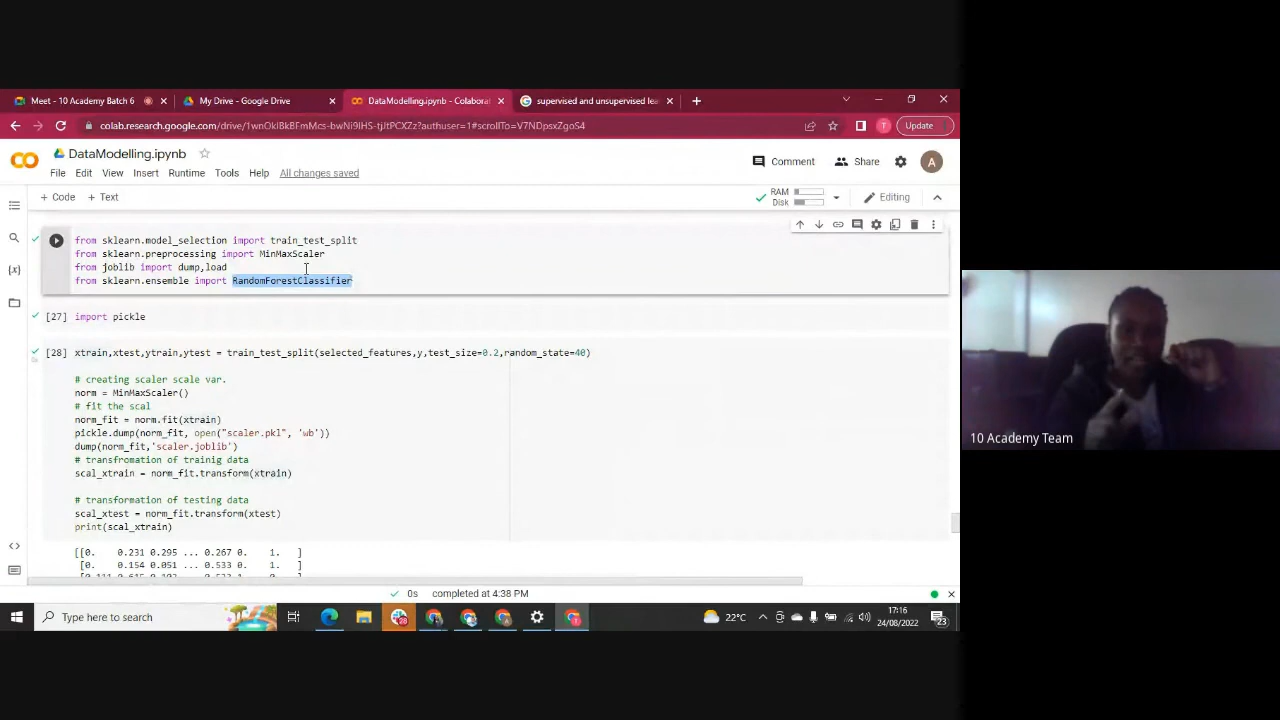 Meet - 10 Academy Batch 6
My Drive - Google Drive
DataModelling.ipynb - Colabora
supervised and unsupervised lea
colab.research.google.com/drive/1wnOkIBkBFmMcs-bwNi9IHS-tjJtPCXZz?authuser=1#scrollTo=V7NDpsxZgoS4
T
Update
DataModelling.ipynb
Comment
Share
A
File Edit View Insert Runtime Tools Help All changes saved
+ Code + Text
RAM
Disk
Editing
from sklearn.model_selection import train_test_split
from sklearn.preprocessing import MinMaxScaler
from joblib import dump,load
from sklearn.ensemble import RandomForestClassifier
[27] import pickle
[28] xtrain,xtest,ytrain,ytest = train_test_split(selected_features,y,test_size=0.2,random_state=40)
# creating scaler scale var.
norm = MinMaxScaler()
# fit the scal
norm_fit = norm.fit(xtrain)
pickle.dump(norm_fit, open("scaler.pkl", 'wb'))
dump(norm_fit,'scaler.joblib')
# transfromation of trainig data
scal_xtrain = norm_fit.transform(xtrain)
# transformation of testing data
scal_xtest = norm_fit.transform(xtest)
print(scal_xtrain)
[[0. 0.231 0.295 ... 0.267 0. 1. ]
[0. 0.154 0.051 ... 0.533 0. 1. ]
0s completed at 4:38 PM
10 Academy Team
Type here to search
28
22°C
17:16
24/08/2022
23